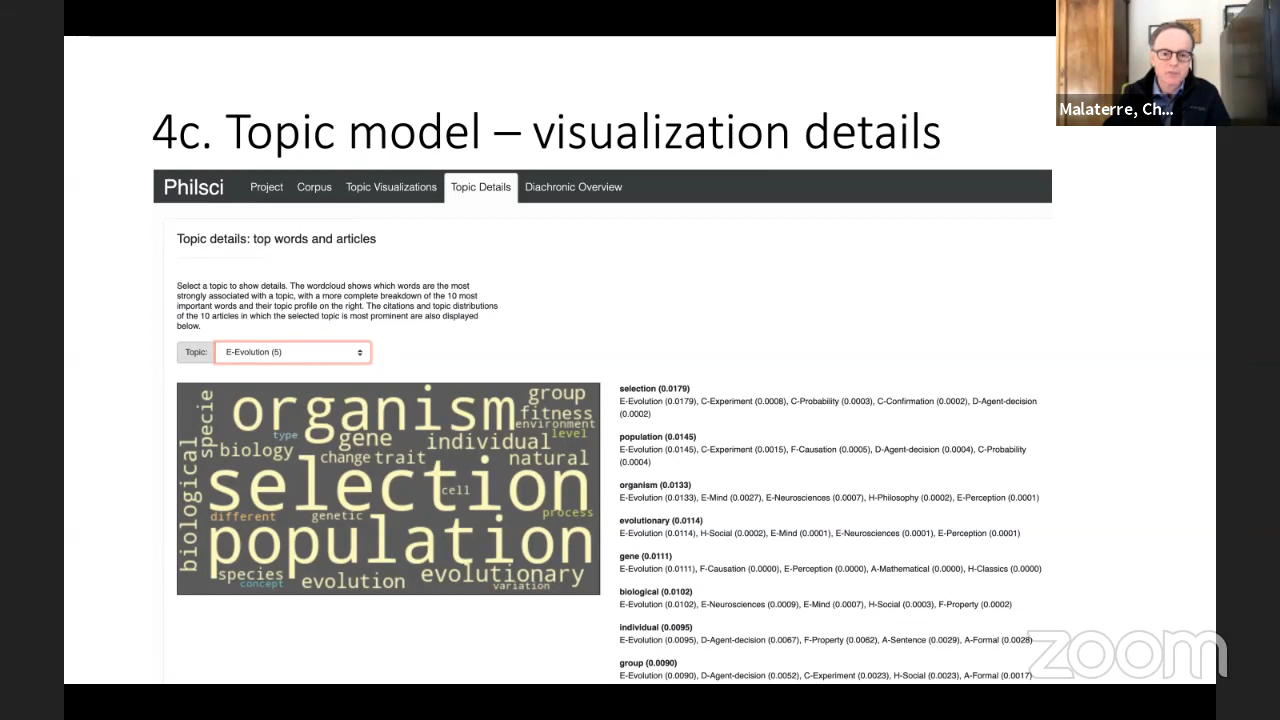 Malaterre, Ch...
4c. Topic model – visualization details
Philsci Project Corpus Topic Visualizations Topic Details Diachronic Overview
Topic details: top words and articles
Select a topic to show details. The wordcloud shows which words are the most
strongly associated with a topic, with a more complete breakdown of the 10 most
important words and their topic profile on the right. The citations and topic distributions
of the 10 articles in which the selected topic is most prominent are also displayed
below.
Topic: E-Evolution (5)
specie
organism
group
fitness
environment
type
gene
individual
level
biology
change
trait
natural
biological
selection
cell
different
genetic
process
population
species
concept
evolution
evolutionary
variation
selection (0.0179)
E-Evolution (0.0179), C-Experiment (0.0008), C-Probability (0.0003), C-Confirmation (0.0002), D-Agent-decision
(0.0002)
population (0.0145)
E-Evolution (0.0145), C-Experiment (0.0015), F-Causation (0.0005), D-Agent-decision (0.0004), C-Probability
(0.0004)
organism (0.0133)
E-Evolution (0.0133), E-Mind (0.0027), E-Neurosciences (0.0007), H-Philosophy (0.0002), E-Perception (0.0001)
evolutionary (0.0114)
E-Evolution (0.0114), H-Social (0.0002), E-Mind (0.0001), E-Neurosciences (0.0001), E-Perception (0.0001)
gene (0.0111)
E-Evolution (0.0111), F-Causation (0.0000), E-Perception (0.0000), A-Mathematical (0.0000), H-Classics (0.0000)
biological (0.0102)
E-Evolution (0.0102), E-Neurosciences (0.0009), E-Mind (0.0007), H-Social (0.0003), F-Property (0.0002)
individual (0.0095)
E-Evolution (0.0095), D-Agent-decision (0.0067), F-Property (0.0062), A-Sentence (0.0029), A-Formal (0.0028)
group (0.0090)
E-Evolution (0.0090), D-Agent-decision (0.0052), C-Experiment (0.0023), H-Social (0.0023), A-Formal (0.0017)
zoom